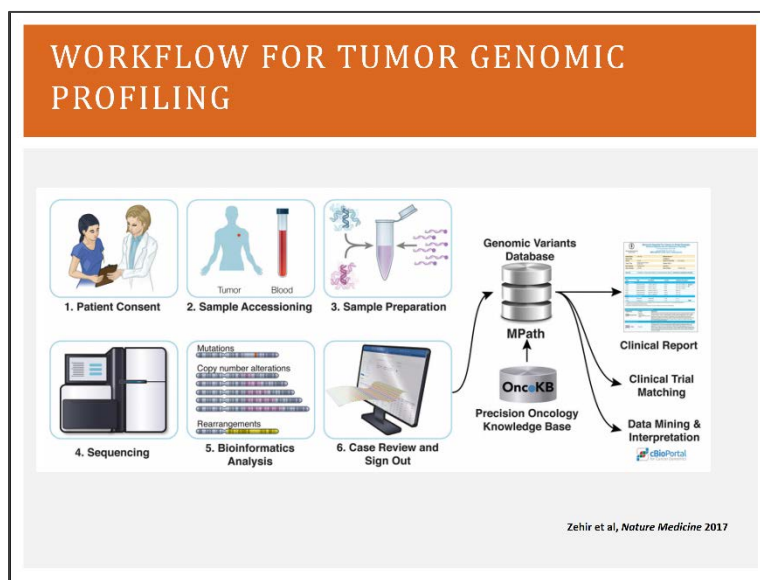 WORKFLOW FOR TUMOR GENOMIC
PROFILING
1. Patient Consent
Tumor
Blood
2. Sample Accessioning
3. Sample Preparation
4. Sequencing
Mutations
Copy number alterations
Rearrangements
5. Bioinformatics
Analysis
6. Case Review and
Sign Out
Genomic Variants
Database
MPath
OncoKB
Precision Oncology
Knowledge Base
Clinical Report
Clinical Trial
Matching
Data Mining &
Interpretation
cBioPortal
Zehir et al, Nature Medicine 2017